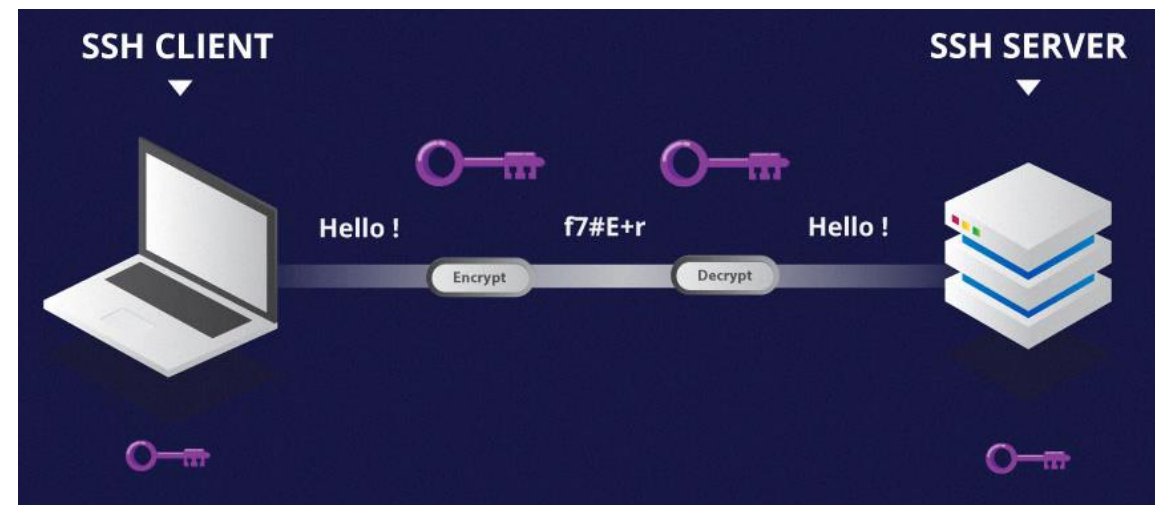 SSH CLIENT
SSH SERVER
Hello !
f7#E+r
Hello !
Encrypt
Decrypt